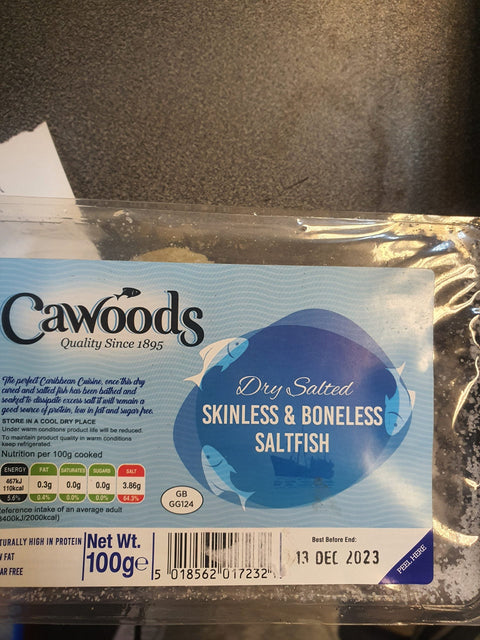 Cawoods
Quality Since 1895
The perfect Caribbean Cuisine, once this dry
cured and salted fish has been bathed and
soaked to dissipate excess salt it will remain a
good source of protein, low in fat and sugar free.
STORE IN A COOL DRY PLACE
Under warm conditons product life will be reduced.
To maintain product quality in warm conditions
keep refrigerated.
Nutrition per 100g cooked
ENERGY FAT SATURATES SUGARS SALT
467kJ
110kcal 0.3g 0.0g 0.0g 3.86g
5.6% 0.4% 0.0% 0.0% 64.3%
eference intake of an average adult
8400kJ/2000kcal)
Dry Salted
SKINLESS & BONELESS
SALTFISH
GB
GG124
TURALLY HIGH IN PROTEIN
FAT
AR FREE
Net Wt.
100g e
5 018562 017232
Best Before End:
13 DEC 2023
PEEL HERE